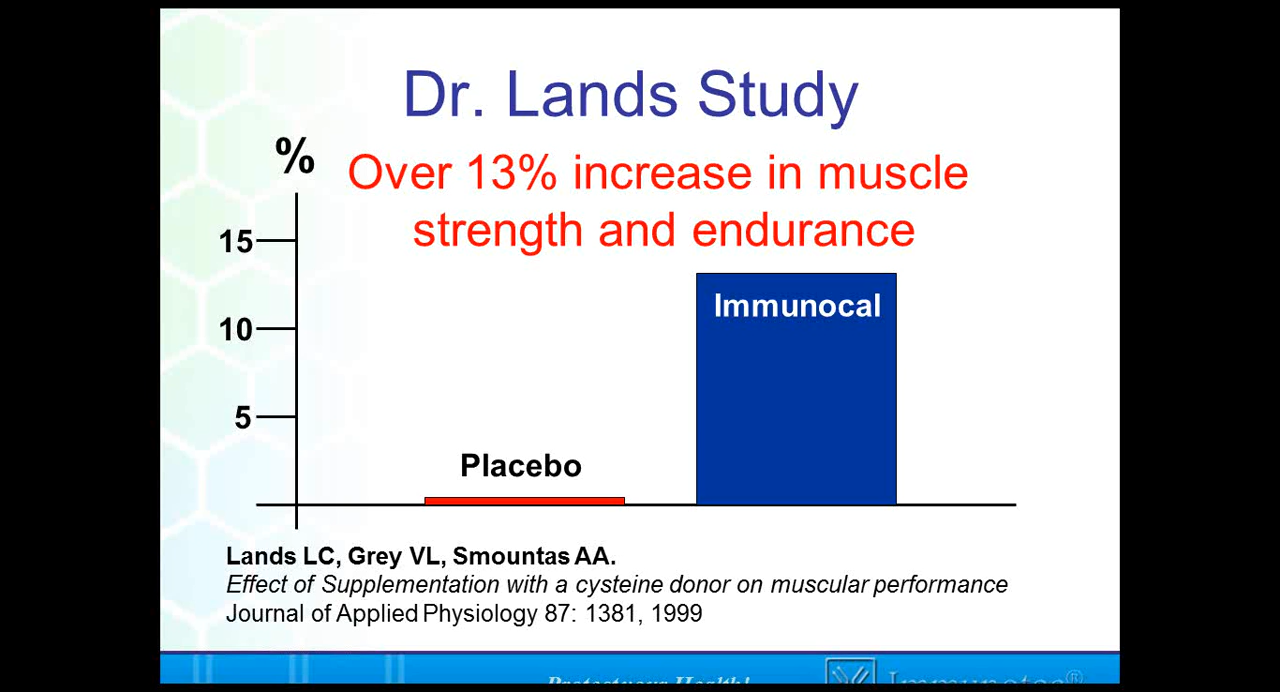 Dr. Lands Study
%
Over 13% increase in muscle
strength and endurance
15
10
5
Immunocal
Placebo
Lands LC, Grey VL, Smountas AA.
Effect of Supplementation with a cysteine donor on muscular performance
Journal of Applied Physiology 87: 1381, 1999